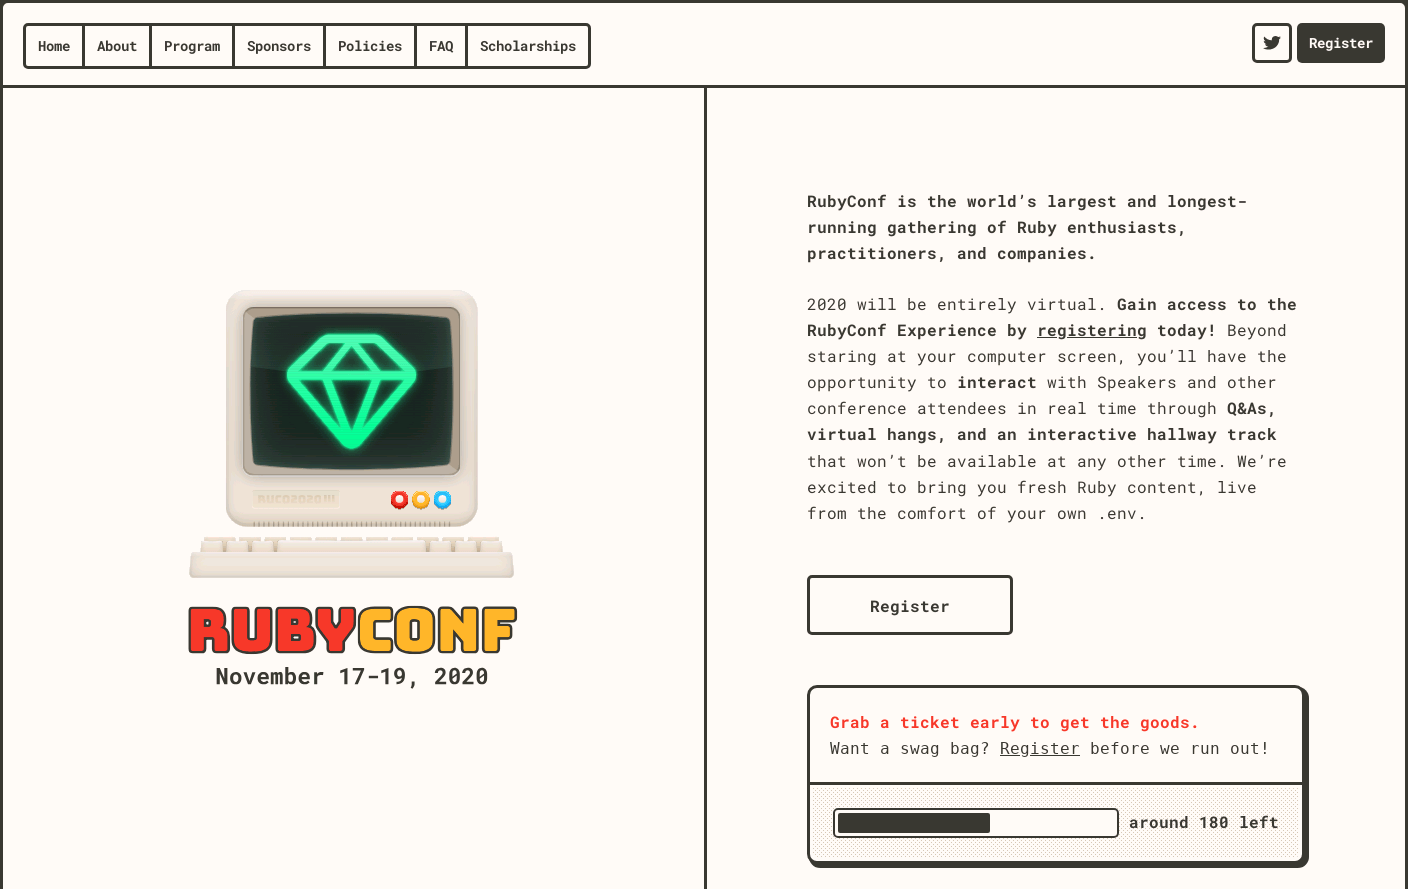 Home About Program Sponsors Policies FAQ Scholarships
Register
RUBYCONF
November 17-19, 2020
RubyConf is the world’s largest and longest-
running gathering of Ruby enthusiasts,
practitioners, and companies.
2020 will be entirely virtual. Gain access to the
RubyConf Experience by registering today! Beyond
staring at your computer screen, you’ll have the
opportunity to interact with Speakers and other
conference attendees in real time through Q&As,
virtual hangs, and an interactive hallway track
that won’t be available at any other time. We’re
excited to bring you fresh Ruby content, live
from the comfort of your own .env.
Register
Grab a ticket early to get the goods.
Want a swag bag? Register before we run out!
around 180 left